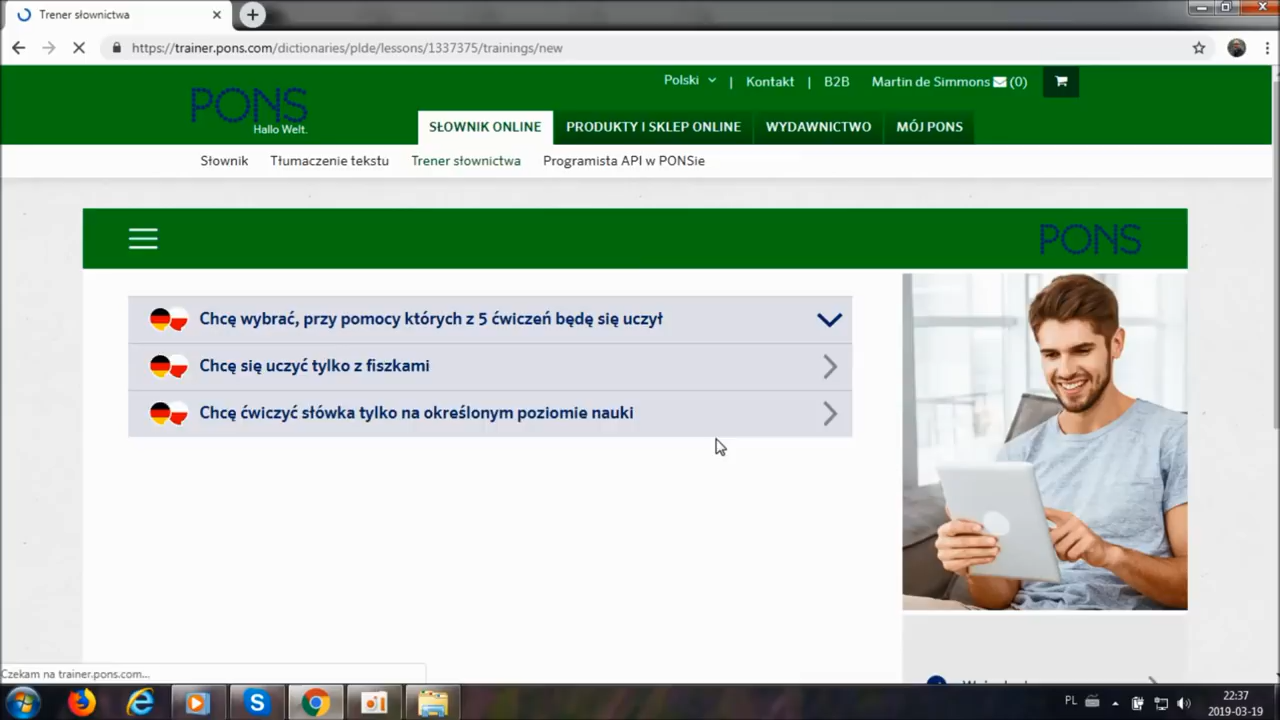 Trener słownictwa
https://trainer.pons.com/dictionaries/plde/lessons/1337375/trainings/new
Polski | Kontakt | B2B Martin de Simmons (0)
PONS
Hallo Welt.
SŁOWNIK ONLINE PRODUKTY I SKLEP ONLINE WYDAWNICTWO MÓJ PONS
Słownik Tłumaczenie tekstu Trener słownictwa Programista API w PONSie
PONS
Chcę wybrać, przy pomocy których z 5 ćwiczeń będę się uczył
Chcę się uczyć tylko z fiszkami
Chcę ćwiczyć słówka tylko na określonym poziomie nauki
Czekam na trainer.pons.com...
PL
22:37
2019-03-19